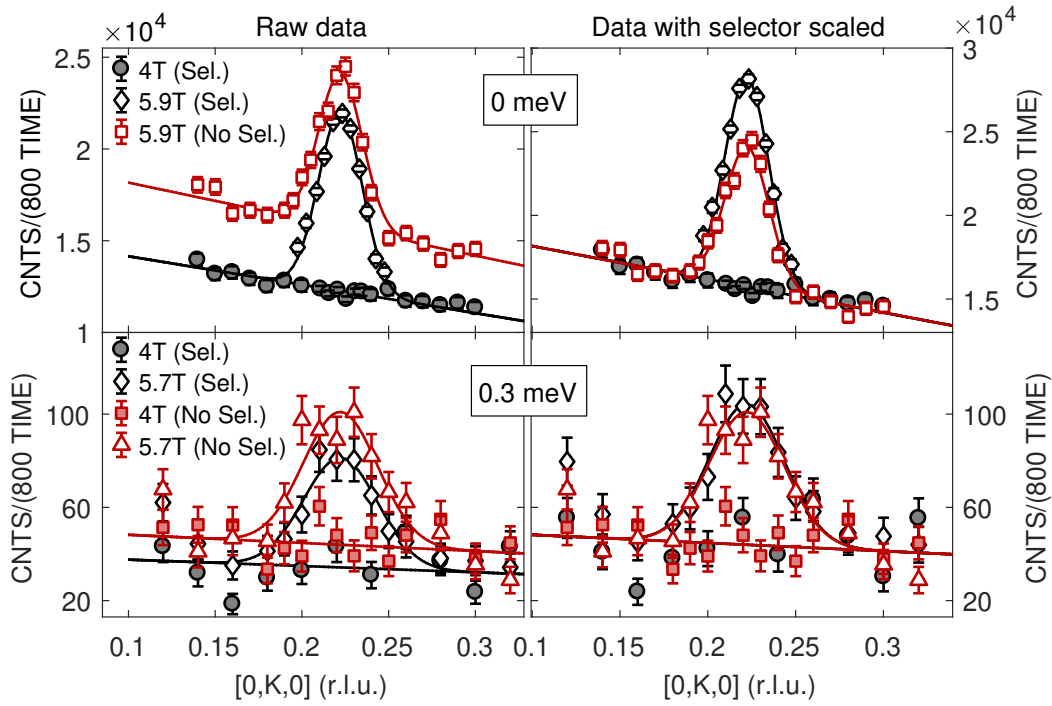 Raw data
Data with selector scaled
×10⁴
×10⁴
2.5
2
1.5
1
CNTS/(800 TIME)
4T (Sel.)
5.9T (Sel.)
5.9T (No Sel.)
0 meV
3
2.5
2
1.5
CNTS/(800 TIME)
100
60
20
CNTS/(800 TIME)
4T (Sel.)
5.7T (Sel.)
4T (No Sel.)
5.7T (No Sel.)
0.3 meV
100
60
20
CNTS/(800 TIME)
0.1 0.15 0.2 0.25 0.3
0.1 0.15 0.2 0.25 0.3
[0,K,0] (r.l.u.)
[0,K,0] (r.l.u.)